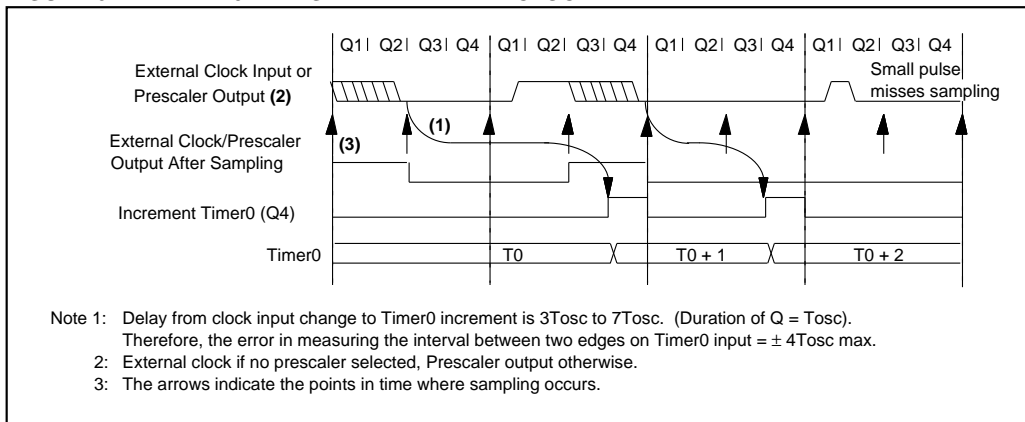 Q1| Q2| Q3| Q4 Q1| Q2| Q3| Q4 Q1| Q2| Q3| Q4 Q1| Q2| Q3| Q4
External Clock Input or
Prescaler Output (2)
Small pulse
misses sampling
(1)
External Clock/Prescaler
Output After Sampling
(3)
Increment Timer0 (Q4)
Timer0 T0 T0 + 1 T0 + 2
Note 1: Delay from clock input change to Timer0 increment is 3Tosc to 7Tosc. (Duration of Q = Tosc).
Therefore, the error in measuring the interval between two edges on Timer0 input = ± 4Tosc max.
2: External clock if no prescaler selected, Prescaler output otherwise.
3: The arrows indicate the points in time where sampling occurs.